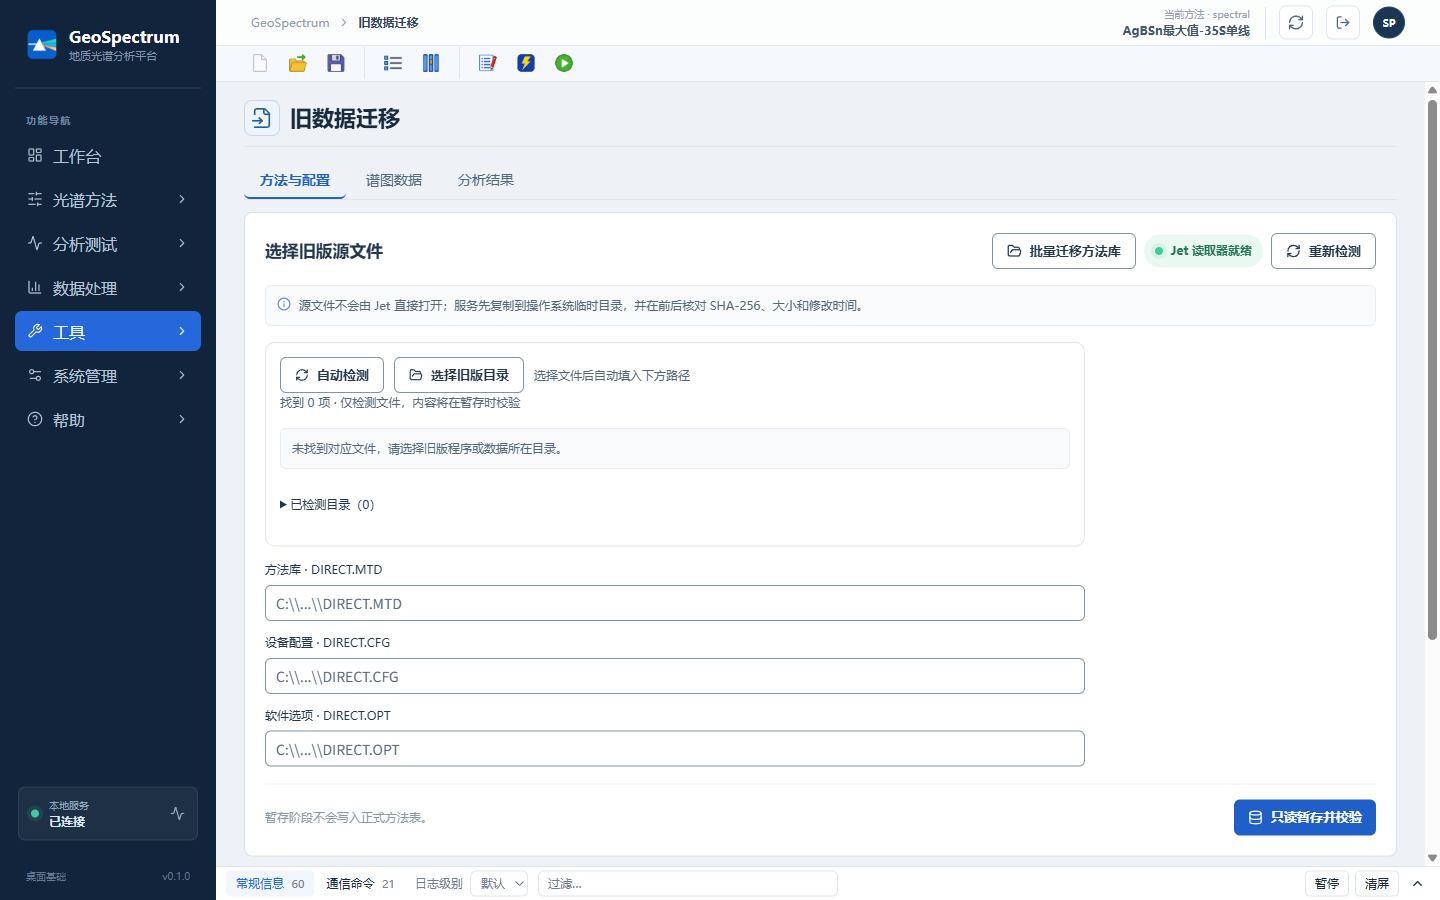 GeoSpectrum
地质光谱分析平台
功能导航
工作台
光谱方法
分析测试
数据处理
工具
系统管理
帮助
本地服务
已连接
桌面基础
v0.1.0
GeoSpectrum
旧数据迁移
当前方法 · spectral
AgBSn最大值-35S单线
SP
旧数据迁移
方法与配置
谱图数据
分析结果
选择旧版源文件
批量迁移方法库
Jet 读取器就绪
重新检测
源文件不会由 Jet 直接打开；服务先复制到操作系统临时目录，并在前后核对 SHA-256、大小和修改时间。
自动检测
选择旧版目录
选择文件后自动填入下方路径
找到 0 项 · 仅检测文件，内容将在暂存时校验
未找到对应文件，请选择旧版程序或数据所在目录。
已检测目录（0）
方法库 · DIRECT.MTD
C:\\...\\DIRECT.MTD
设备配置 · DIRECT.CFG
C:\\...\\DIRECT.CFG
软件选项 · DIRECT.OPT
C:\\...\\DIRECT.OPT
暂存阶段不会写入正式方法表。
只读暂存并校验
常规信息 60
通信命令 21
日志级别
默认
过滤...
暂停
清屏